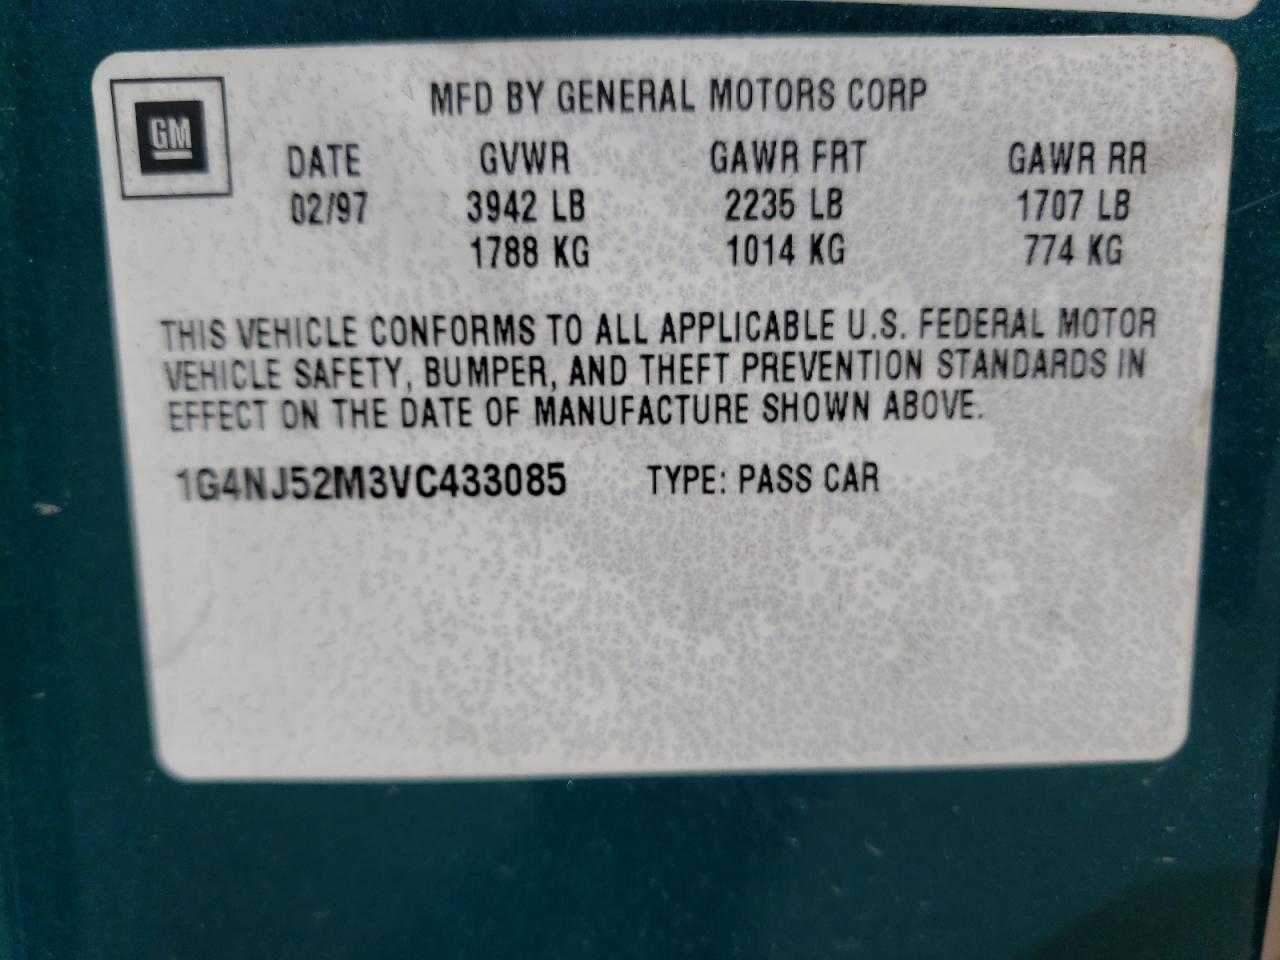 GM
MFD BY GENERAL MOTORS CORP
DATE GVWR GAWR FRT GAWR RR
02/97 3942 LB 2235 LB 1707 LB
1788 KG 1014 KG 774 KG
THIS VEHICLE CONFORMS TO ALL APPLICABLE U.S. FEDERAL MOTOR
VEHICLE SAFETY, BUMPER, AND THEFT PREVENTION STANDARDS IN
EFFECT ON THE DATE OF MANUFACTURE SHOWN ABOVE.
1G4NJ52M3VC433085 TYPE: PASS CAR